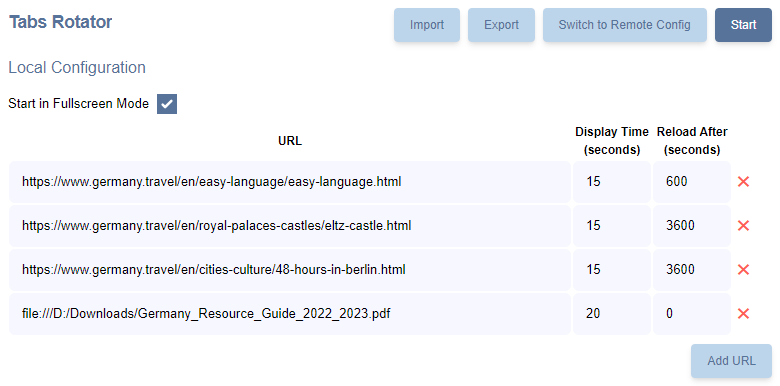 Tabs Rotator
Import
Export
Switch to Remote Config
Start
Local Configuration
Start in Fullscreen Mode
URL
Display Time (seconds)
Reload After (seconds)
https://www.germany.travel/en/easy-language/easy-language.html 15 600
https://www.germany.travel/en/royal-palaces-castles/eltz-castle.html 15 3600
https://www.germany.travel/en/cities-culture/48-hours-in-berlin.html 15 3600
file:///D:/Downloads/Germany_Resource_Guide_2022_2023.pdf 20 0
Add URL